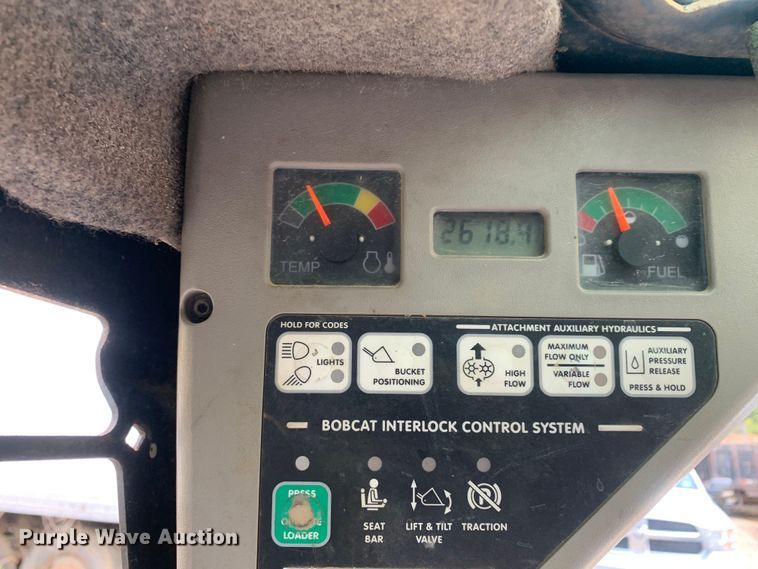 2618.4
TEMP
FUEL
HOLD FOR CODES
LIGHTS
BUCKET
POSITIONING
ATTACHMENT AUXILIARY HYDRAULICS
HIGH
FLOW
MAXIMUM
FLOW ONLY
VARIABLE
FLOW
AUXILIARY
PRESSURE
RELEASE
PRESS & HOLD
BOBCAT INTERLOCK CONTROL SYSTEM
PRESS
LOADER
SEAT
BAR
LIFT & TILT
VALVE
TRACTION
Purple Wave Auction